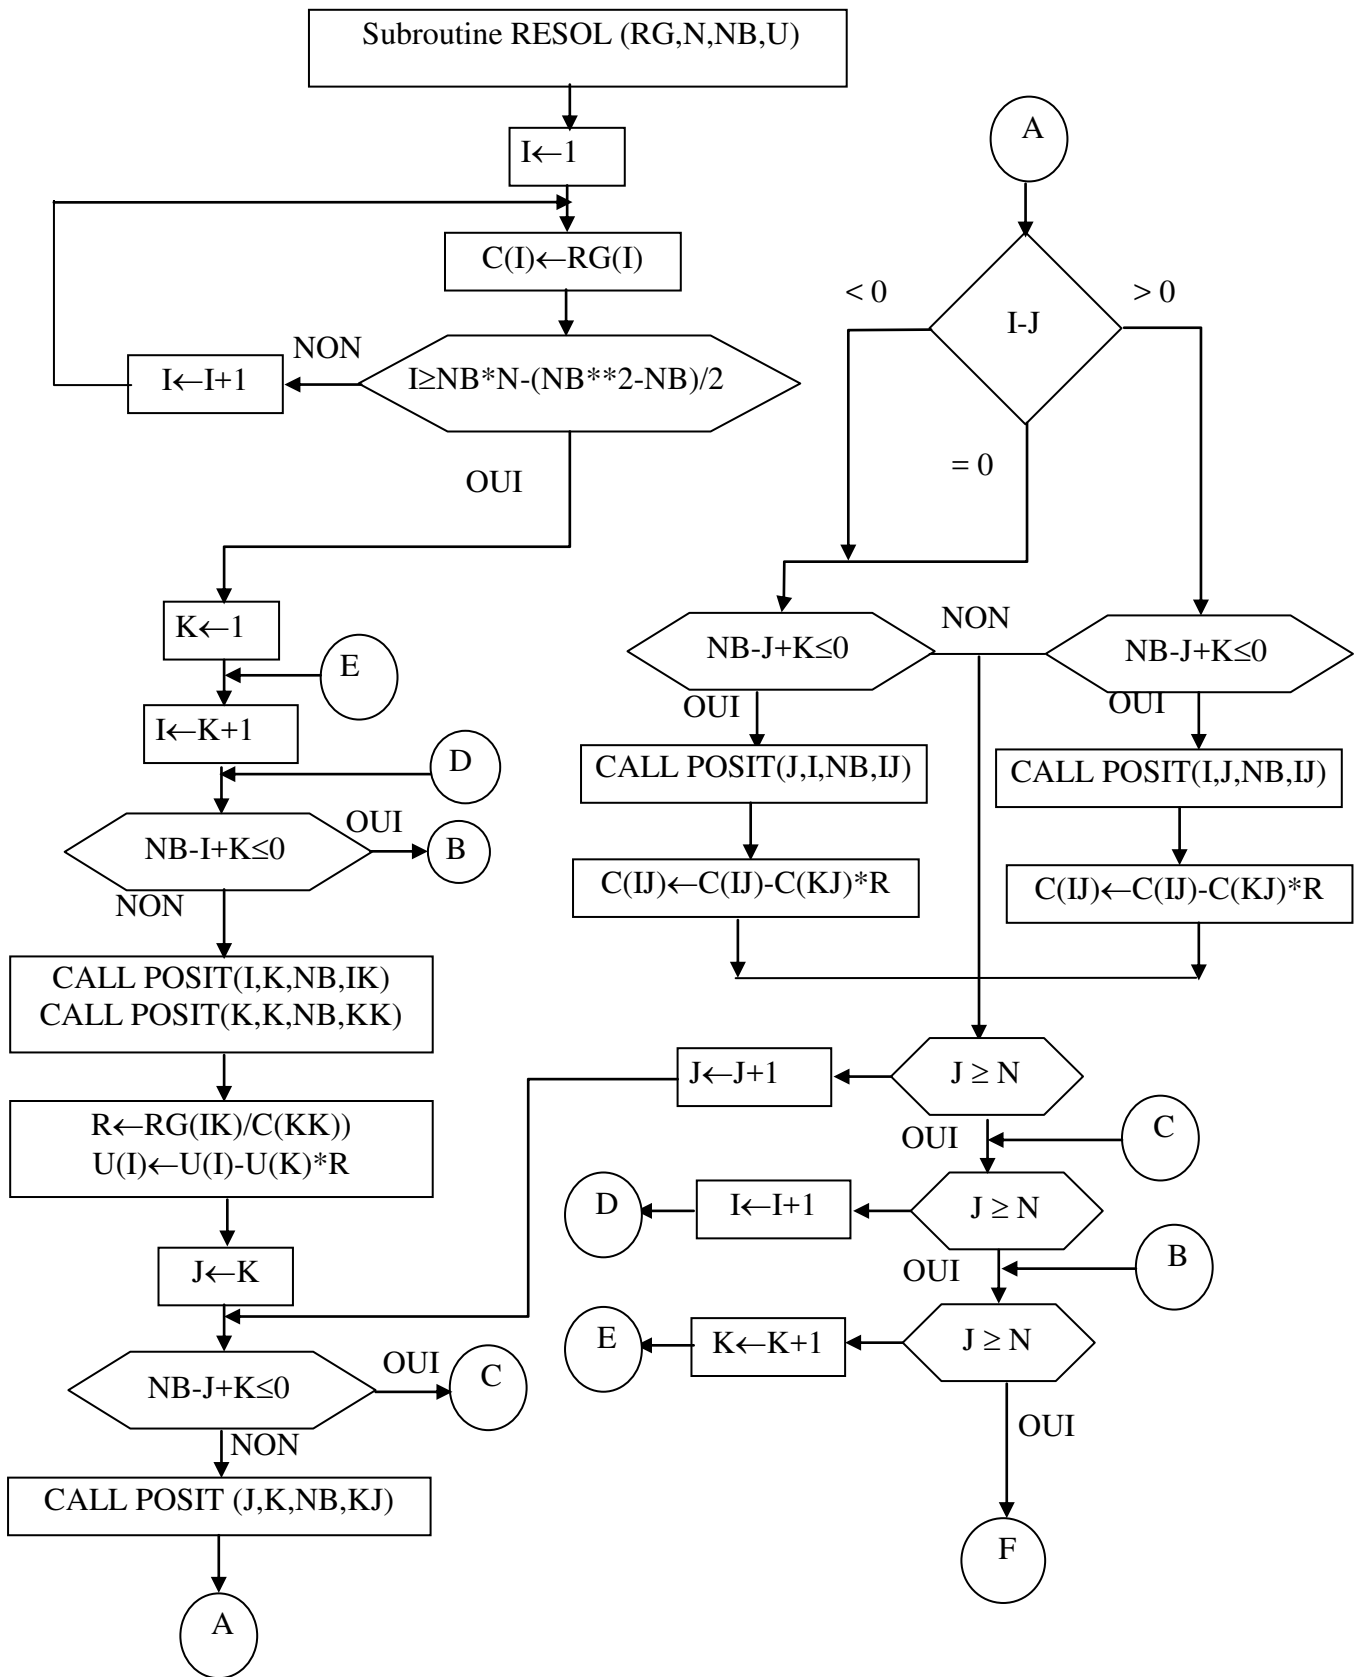 Subroutine RESOL (RG,N,NB,U)
I←1
C(I)←RG(I)
NON
I←I+1
I≥NB*N-(NB**2-NB)/2
OUI
K←1
E
I←K+1
D
NB-I+K≤0
OUI
B
NON
CALL POSIT(I,K,NB,IK)
CALL POSIT(K,K,NB,KK)
R←RG(IK)/C(KK))
U(I)←U(I)-U(K)*R
J←K
NB-J+K≤0
OUI
C
NON
CALL POSIT (J,K,NB,KJ)
A
A
< 0
> 0
I-J
= 0
NB-J+K≤0
NON
NB-J+K≤0
OUI
OUI
CALL POSIT(J,I,NB,IJ)
CALL POSIT(I,J,NB,IJ)
C(IJ)←C(IJ)-C(KJ)*R
C(IJ)←C(IJ)-C(KJ)*R
J←J+1
J ≥ N
OUI
C
D
I←I+1
J ≥ N
OUI
B
E
K←K+1
J ≥ N
OUI
F